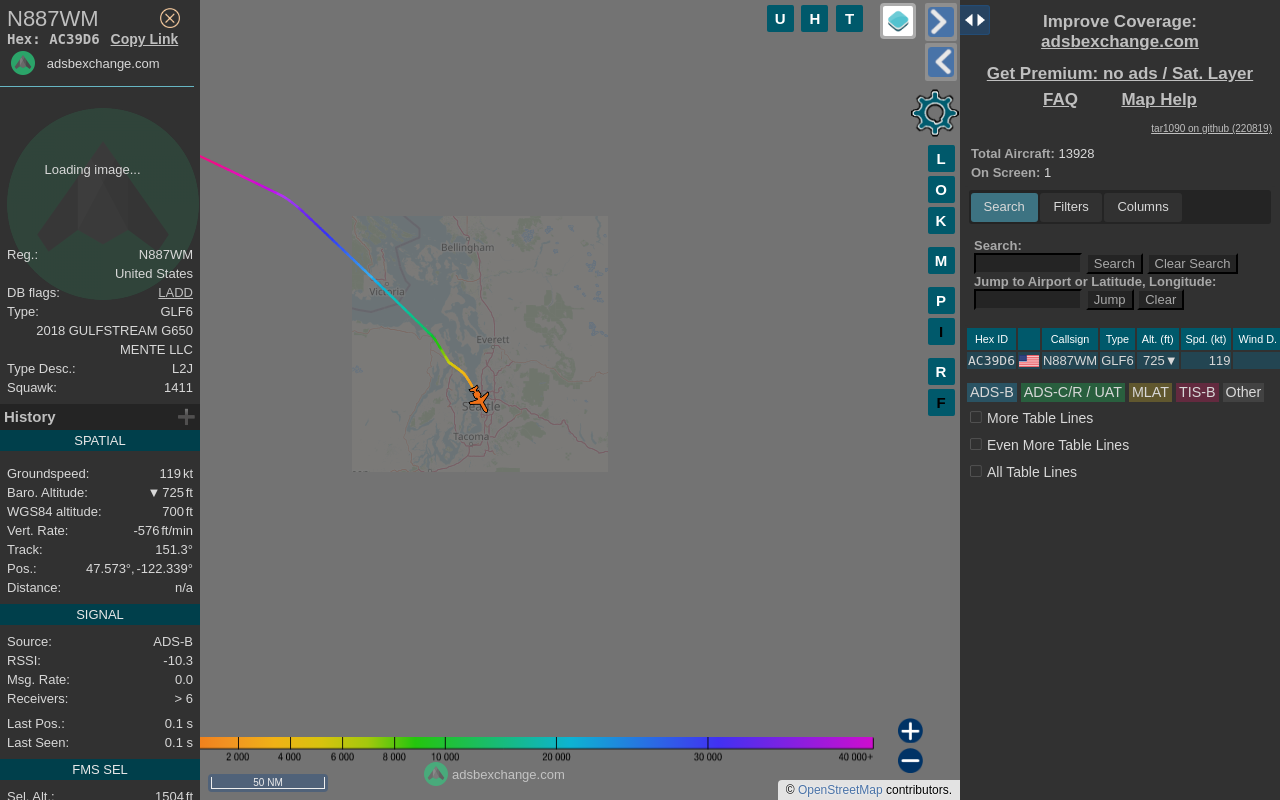 N887WM
Hex: AC39D6 Copy Link
adsbexchange.com
Loading image...
Reg.: N887WM
United States
DB flags: LADD
Type: GLF6
2018 GULFSTREAM G650
MENTE LLC
Type Desc.: L2J
Squawk: 1411
History
SPATIAL
Groundspeed: 119 kt
Baro. Altitude: ▼ 725 ft
WGS84 altitude: 700 ft
Vert. Rate: -576 ft/min
Track: 151.3°
Pos.: 47.573°, -122.339°
Distance: n/a
SIGNAL
Source: ADS-B
RSSI: -10.3
Msg. Rate: 0.0
Receivers: > 6
Last Pos.: 0.1 s
Last Seen: 0.1 s
FMS SEL
Sel. Alt.: 1504 ft
U H T
L
O
K
M
P
I
R
F
Bellingham
Victoria
Everett
Seattle
Tacoma
2 000 4 000 6 000 8 000 10 000 20 000 30 000 40 000+
adsbexchange.com
50 NM
© OpenStreetMap contributors.
Improve Coverage:
adsbexchange.com
Get Premium: no ads / Sat. Layer
FAQ Map Help
tar1090 on github (220819)
Total Aircraft: 13928
On Screen: 1
Search Filters Columns
Search:
Search Clear Search
Jump to Airport or Latitude, Longitude:
Jump Clear
Hex ID Callsign Type Alt. (ft) Spd. (kt) Wind D.
AC39D6 N887WM GLF6 725▼ 119
ADS-B ADS-C/R / UAT MLAT TIS-B Other
More Table Lines
Even More Table Lines
All Table Lines